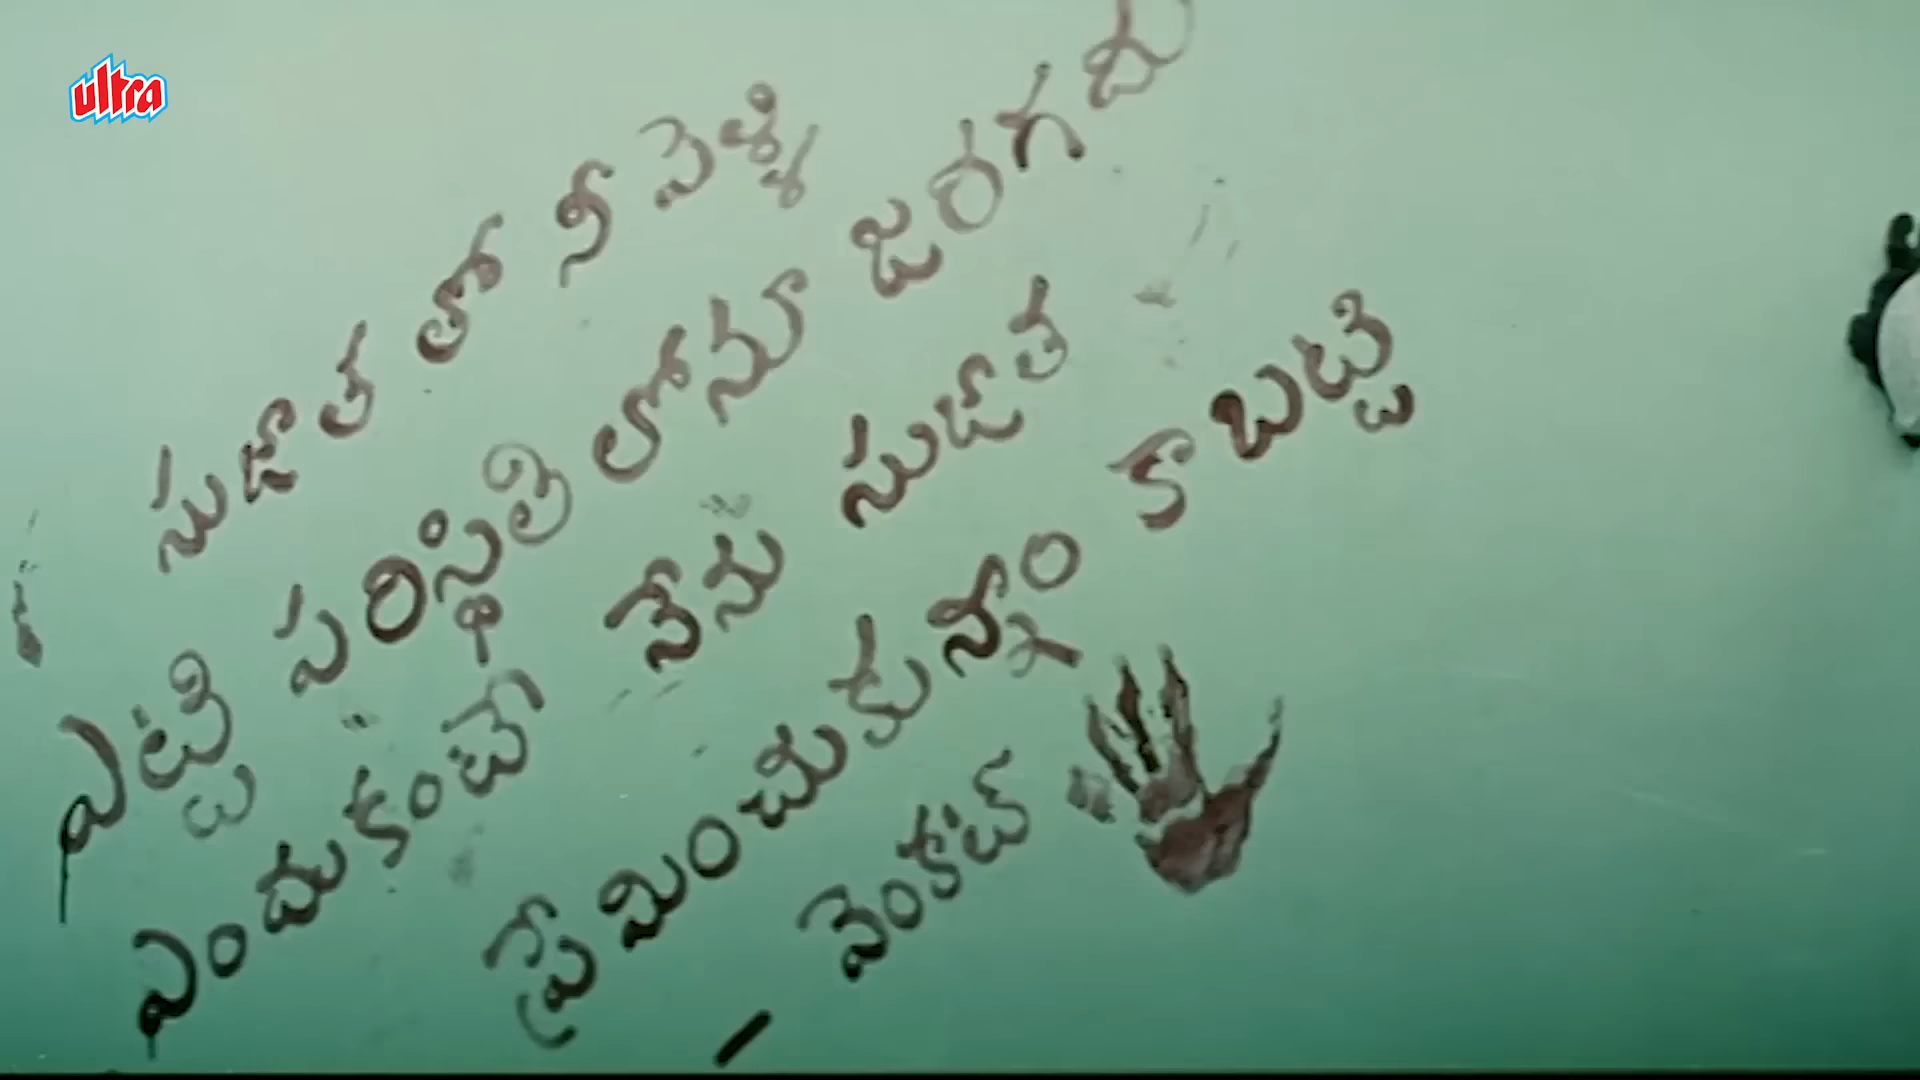 ultra
సుజాత తో నీ పెళ్ళి
ఎట్టి పరిస్థితి లోనూ జరగదు
ఎందుకంటే నేను సుజాత
ప్రేమించుకున్నాం కాబట్టి
- వెంకట్